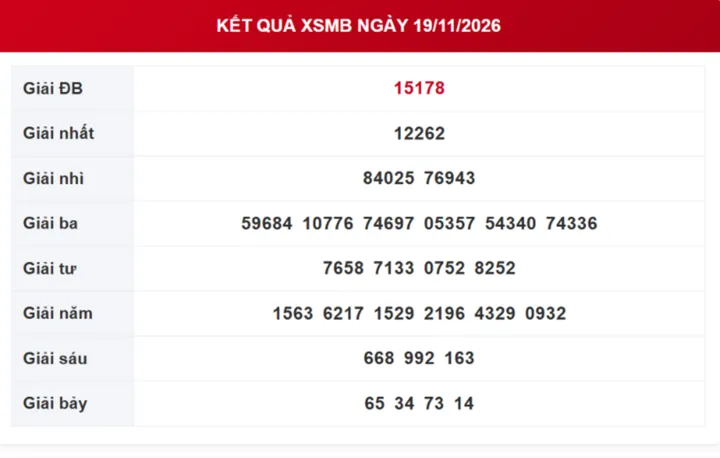 KẾT QUẢ XSMB NGÀY 19/11/2026
Giải ĐB 15178
Giải nhất 12262
Giải nhì 84025 76943
Giải ba 59684 10776 74697 05357 54340 74336
Giải tư 7658 7133 0752 8252
Giải năm 1563 6217 1529 2196 4329 0932
Giải sáu 668 992 163
Giải bảy 65 34 73 14